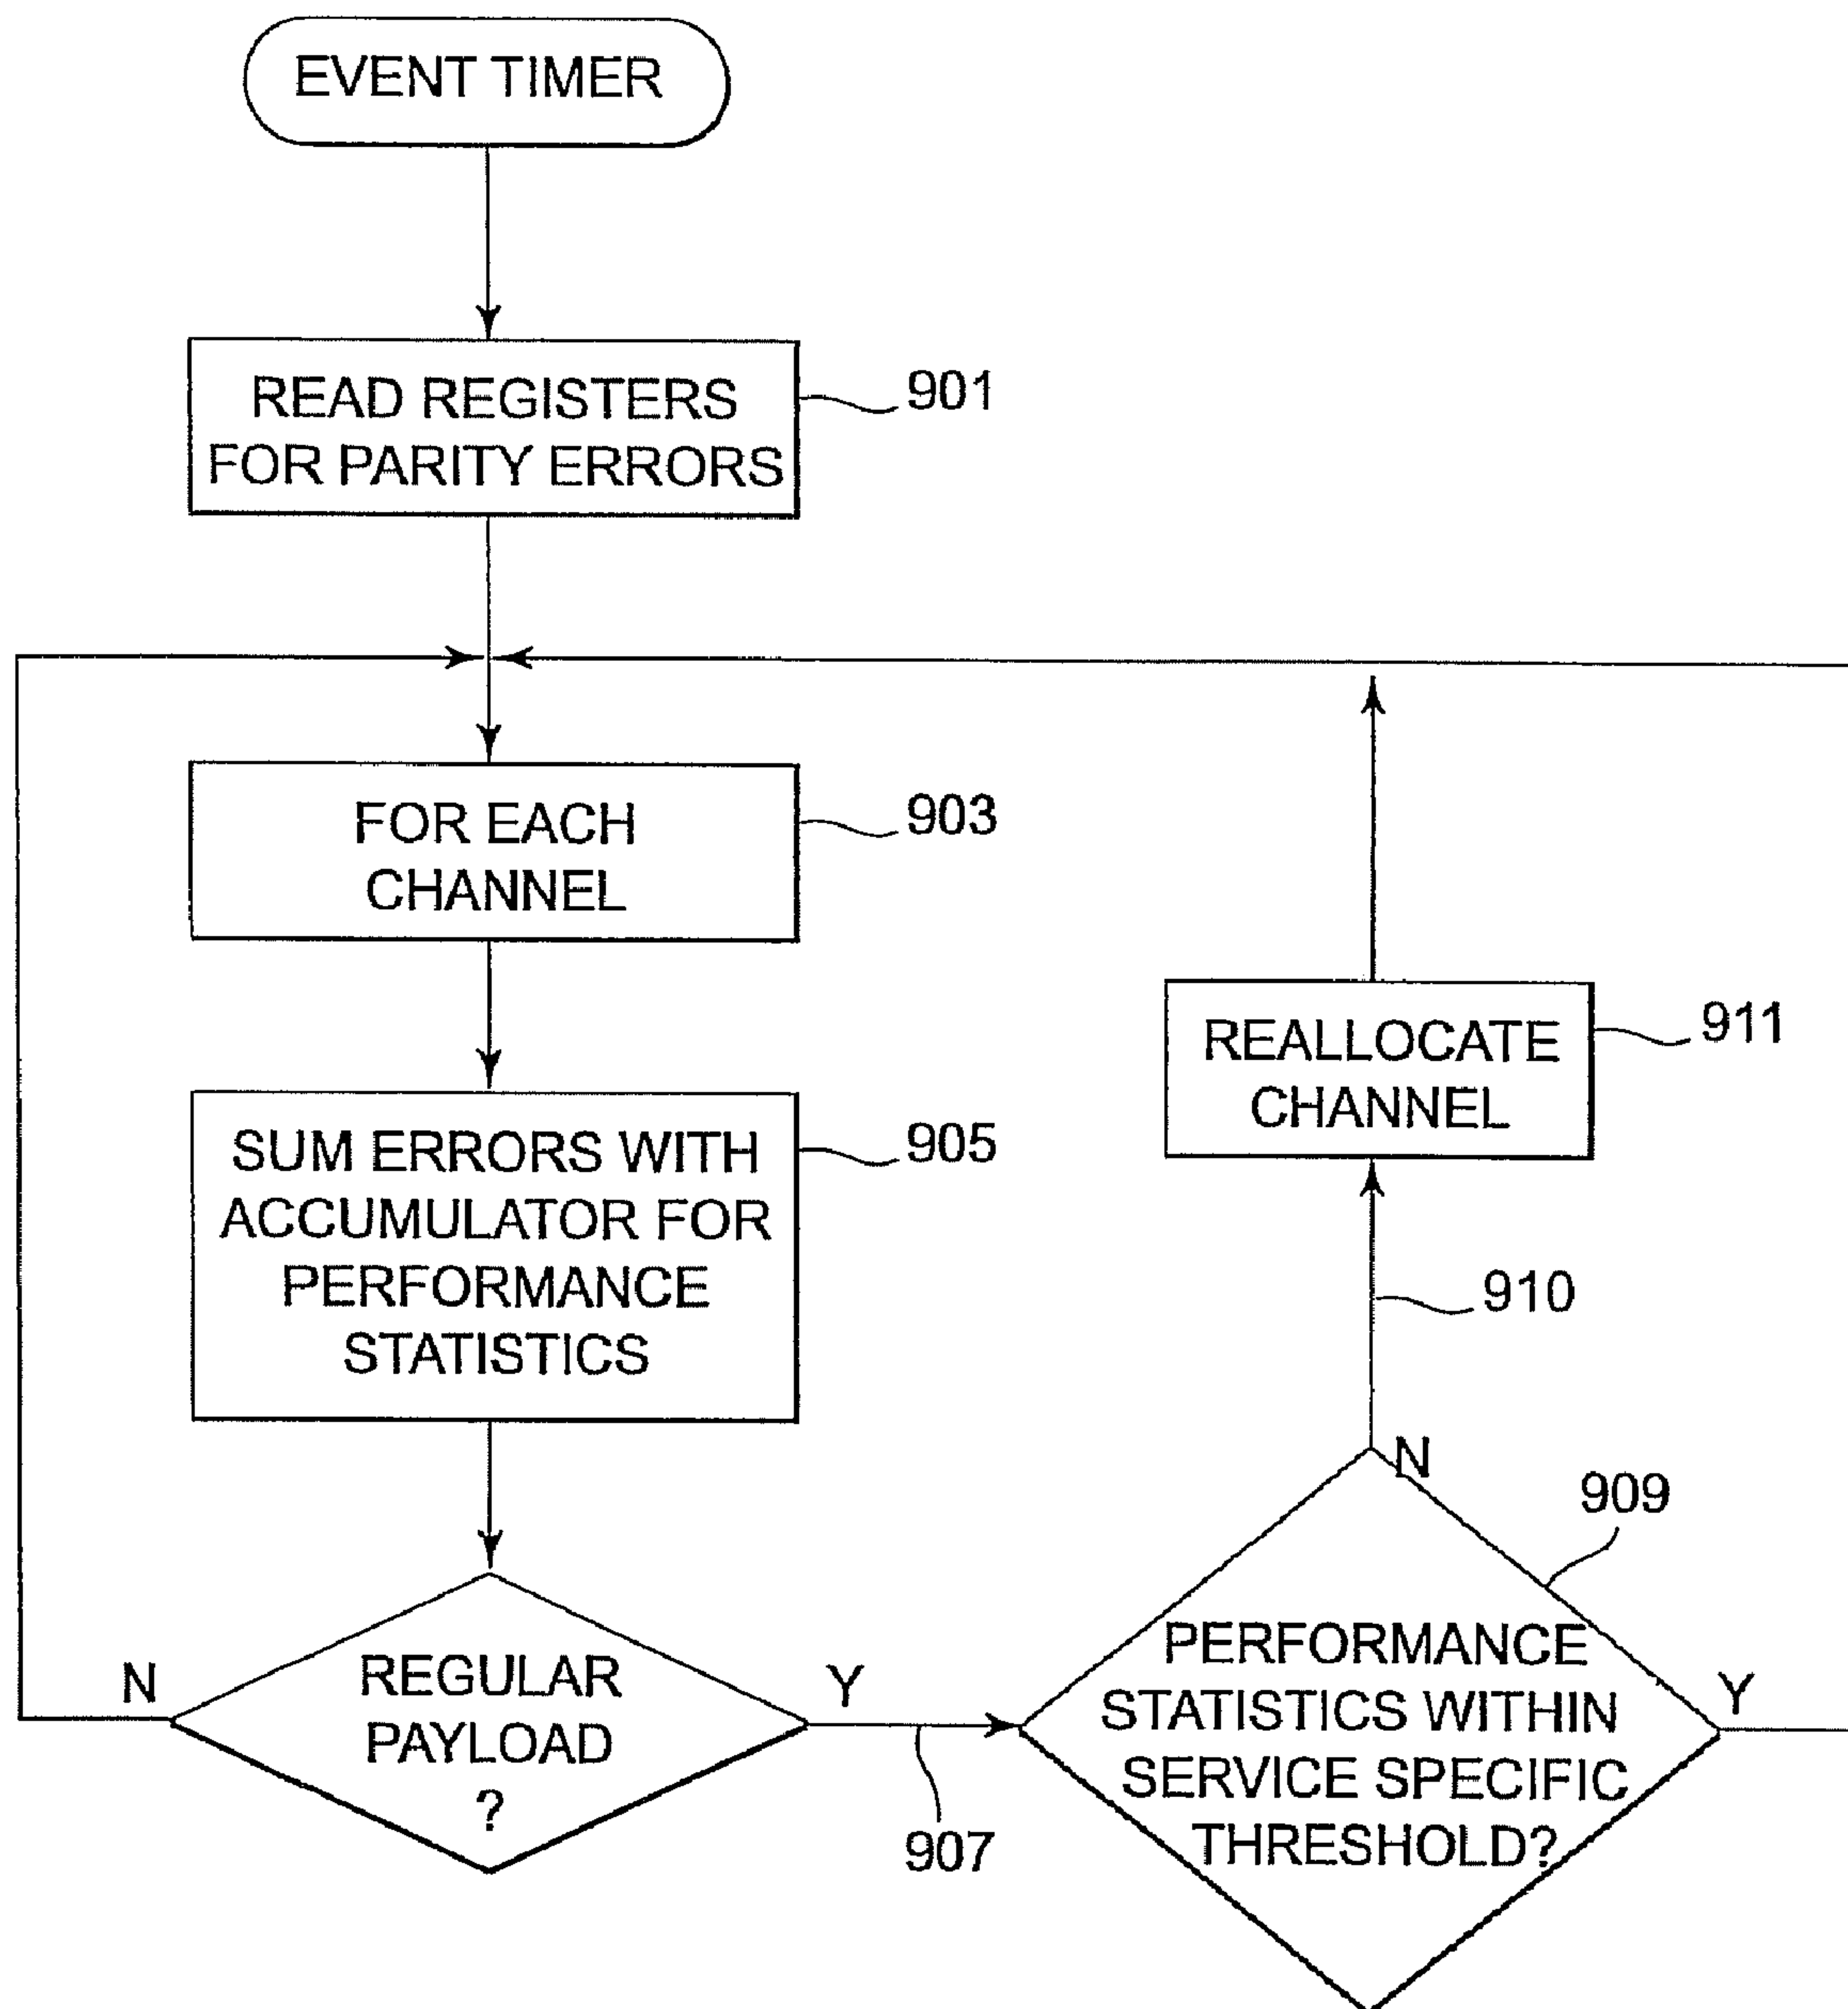 EVENT TIMER
READ REGISTERS
FOR PARITY ERRORS
901
FOR EACH
CHANNEL
903
SUM ERRORS WITH
ACCUMULATOR FOR
PERFORMANCE
STATISTICS
905
REGULAR
PAYLOAD
?
N
Y
907
PERFORMANCE
STATISTICS WITHIN
SERVICE SPECIFIC
THRESHOLD?
909
N
Y
910
REALLOCATE
CHANNEL
911